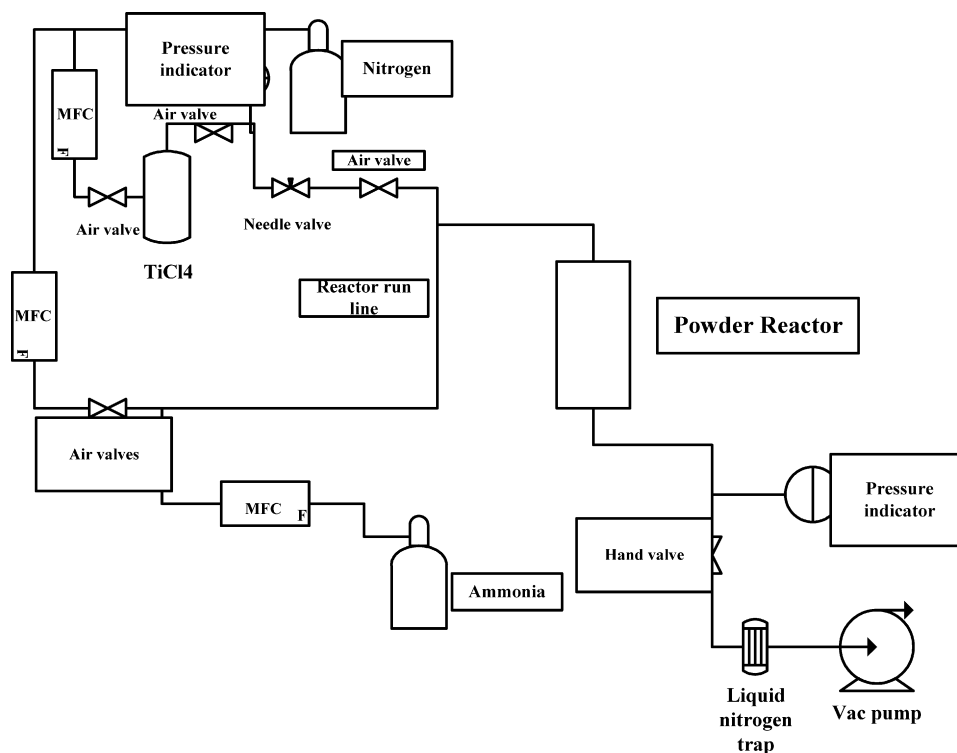 Pressure
indicator
Nitrogen
MFC
F
Air valve
Air valve
Air valve
Needle valve
TiCl4
Reactor run
line
MFC
F
Powder Reactor
Air valves
MFC
F
Pressure
indicator
Hand valve
Ammonia
Liquid
nitrogen
trap
Vac pump